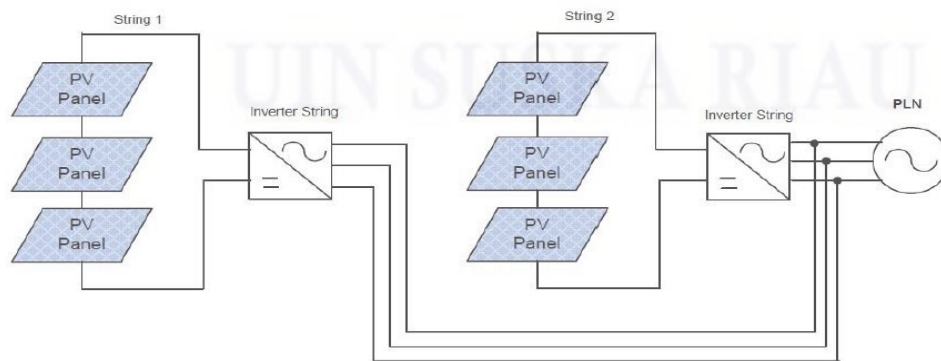 String 1
String 2
UIN SUSKA RIAU
PV
Panel
PV
Panel
PV
Panel
Inverter String
PV
Panel
PV
Panel
PV
Panel
Inverter String
PLN